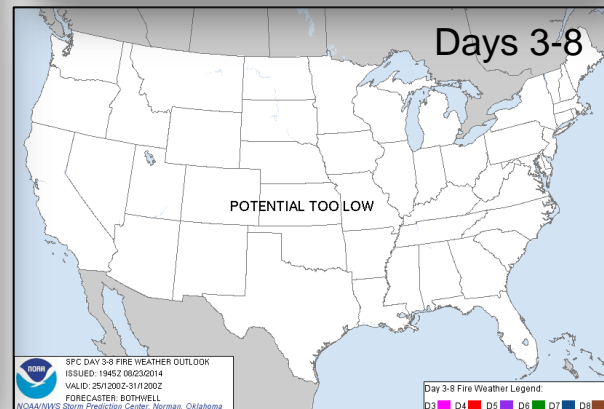 Days 3-8
POTENTIAL TOO LOW
NOAA
SPC DAY 3-8 FIRE WEATHER OUTLOOK
ISSUED: 1945Z 08/23/2014
VALID: 25/1200Z-31/1200Z
FORECASTER: BOTHWELL
NOAA/NWS Storm Prediction Center, Norman, Oklahoma
Day 3-8 Fire Weather Legend:
D3 D4 D5 D6 D7 D8